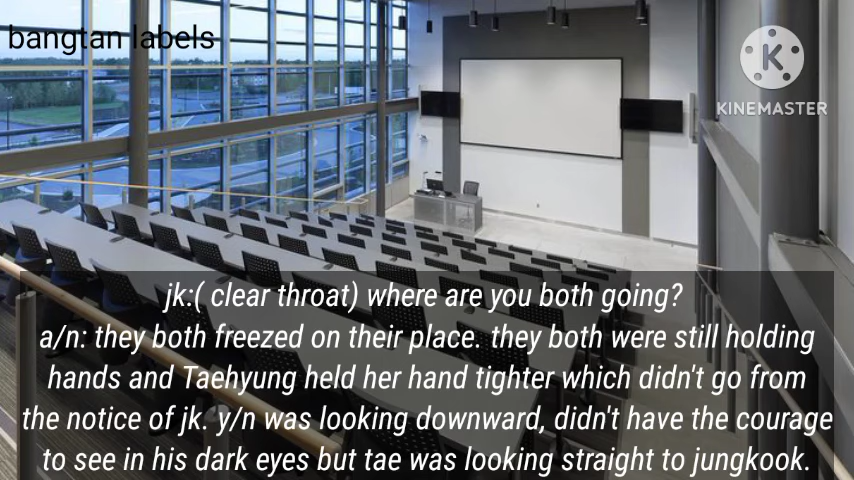 bangtan labels
KINEMASTER
jk:( clear throat) where are you both going?
a/n: they both freezed on their place. they both were still holding
hands and Taehyung held her hand tighter which didn't go from
the notice of jk. y/n was looking downward, didn't have the courage
to see in his dark eyes but tae was looking straight to jungkook.